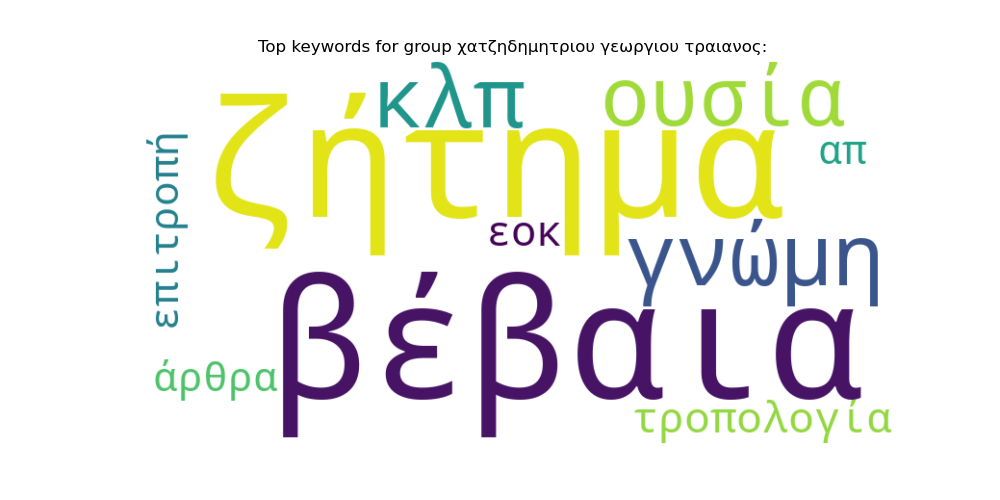 Top keywords for group χατζηδημητριου γεωργιου τραιανος:
κλπ
ουσία
ζήτημα
απ
επιτροπή
εοκ
γνώμη
βέβαια
άρθρα
τροπολογία